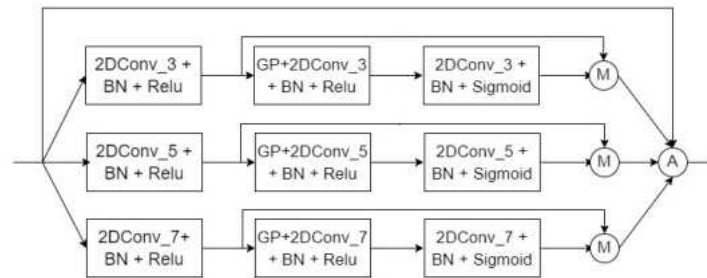 2DConv_3 +
BN + Relu
GP+2DConv_3
+ BN + Relu
2DConv_3 +
BN + Sigmoid
M
2DConv_5 +
BN + Relu
GP+2DConv_5
+ BN + Relu
2DConv_5 +
BN + Sigmoid
M
A
2DConv_7+
BN + Relu
GP+2DConv_7
+ BN + Relu
2DConv_7 +
BN + Sigmoid
M